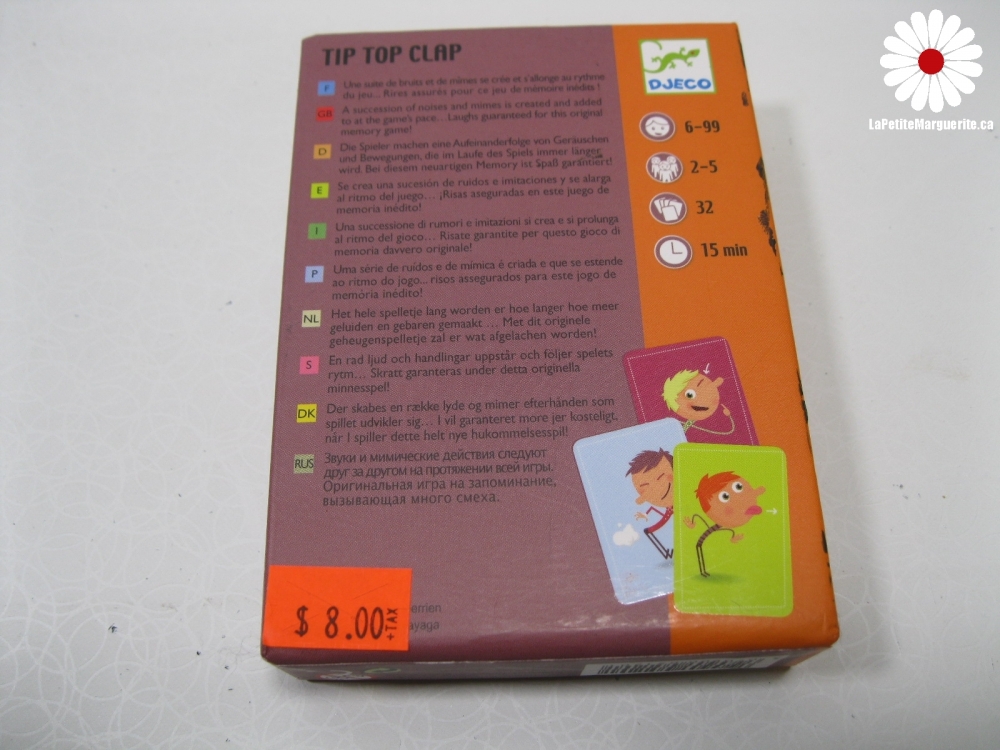 TIP TOP CLAP
F Une suite de bruits et de mimes se crée et s'allonge au rythme
du jeu... Rires assurés pour ce jeu de mémoire inédits !
GB A succession of noises and mimes is created and added
to at the game's pace... Laughs guaranteed for this original
memory game!
D Die Spieler machen eine Aufeinanderfolge von Geräuschen
und Bewegungen, die im Laufe des Spiels immer länger
wird. Bei diesem neuartigen Memory ist Spaß garantiert!
E Se crea una sucesión de ruidos e imitaciones y se alarga
al ritmo del juego... ¡Risas aseguradas en este juego de
memoria inédito!
I Una successione di rumori e imitazioni si crea e si prolunga
al ritmo del gioco... Risate garantite per questo gioco di
memoria davvero originale!
P Uma série de ruídos e de mímica é criada e que se estende
ao ritmo do jogo... risos assegurados para este jogo de
memória inédito!
NL Het hele spelletje lang worden er hoe langer hoe meer
geluiden en gebaren gemaakt ... Met dit originele
geheugenspelletje zal er wat afgelachen worden!
S En rad ljud och handlingar uppstår och följer spelets
rytm... Skratt garanteras under detta originella
minnesspel!
DK Der skabes en række lyde og mimer efterhånden som
spillet udvikler sig... I vil garanteret more jer kosteligt,
når I spiller dette helt nye hukommelsesspil!
RUS Звуки и мимические действия следуют
друг за другом на протяжении всей игры.
Оригинальная игра на запоминание,
вызывающая много смеха.
DJECO
6-99
2-5
32
15 min
$ 8.00 +TAX
LaPetiteMarguerite.ca